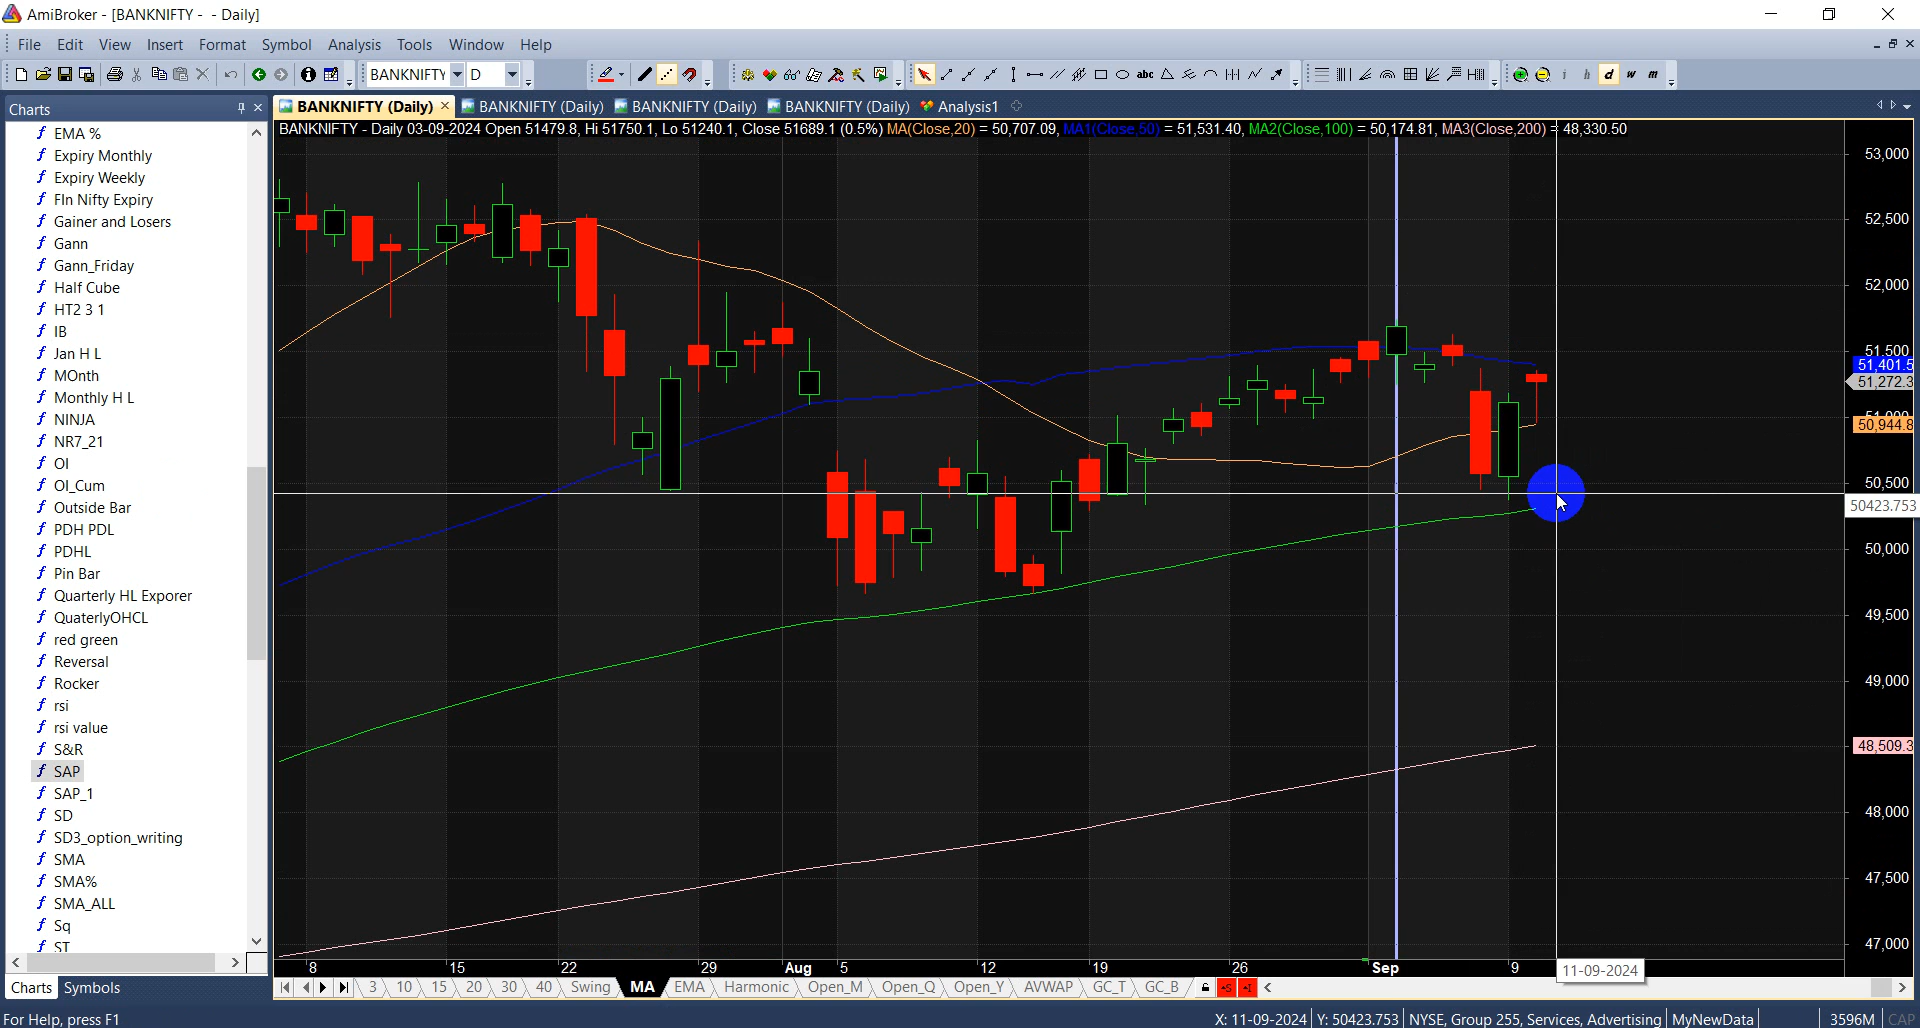 AmiBroker - [BANKNIFTY - - Daily]
File Edit View Insert Format Symbol Analysis Tools Window Help
BANKNIFTY D
abc i h d w m
Charts
BANKNIFTY (Daily) BANKNIFTY (Daily) BANKNIFTY (Daily) BANKNIFTY (Daily) Analysis1
BANKNIFTY - Daily 03-09-2024 Open 51479.8, Hi 51750.1, Lo 51240.1, Close 51689.1 (0.5%) MA(Close,20) = 50,707.09, MA1(Close,50) = 51,531.40, MA2(Close,100) = 50,174.81, MA3(Close,200) = 48,330.50
EMA %
Expiry Monthly
Expiry Weekly
FIn Nifty Expiry
Gainer and Losers
Gann
Gann_Friday
Half Cube
HT2 3 1
IB
Jan H L
MOnth
Monthly H L
NINJA
NR7_21
OI
OI_Cum
Outside Bar
PDH PDL
PDHL
Pin Bar
Quarterly HL Exporer
QuaterlyOHCL
red green
Reversal
Rocker
rsi
rsi value
S&R
SAP
SAP_1
SD
SD3_option_writing
SMA
SMA%
SMA_ALL
Sq
ST
53,000
52,500
52,000
51,500
51,401.5
51,272.3
51,000
50,944.8
50,500
50423.753
50,000
49,500
49,000
48,509.3
48,000
47,500
47,000
8 15 22 29 Aug 5 12 19 26 Sep 9 11-09-2024
3 10 15 20 30 40 Swing MA EMA Harmonic Open_M Open_Q Open_Y AVWAP GC_T GC_B
Charts Symbols
For Help, press F1
X: 11-09-2024 Y: 50423.753 NYSE, Group 255, Services, Advertising MyNewData 3596M CAP